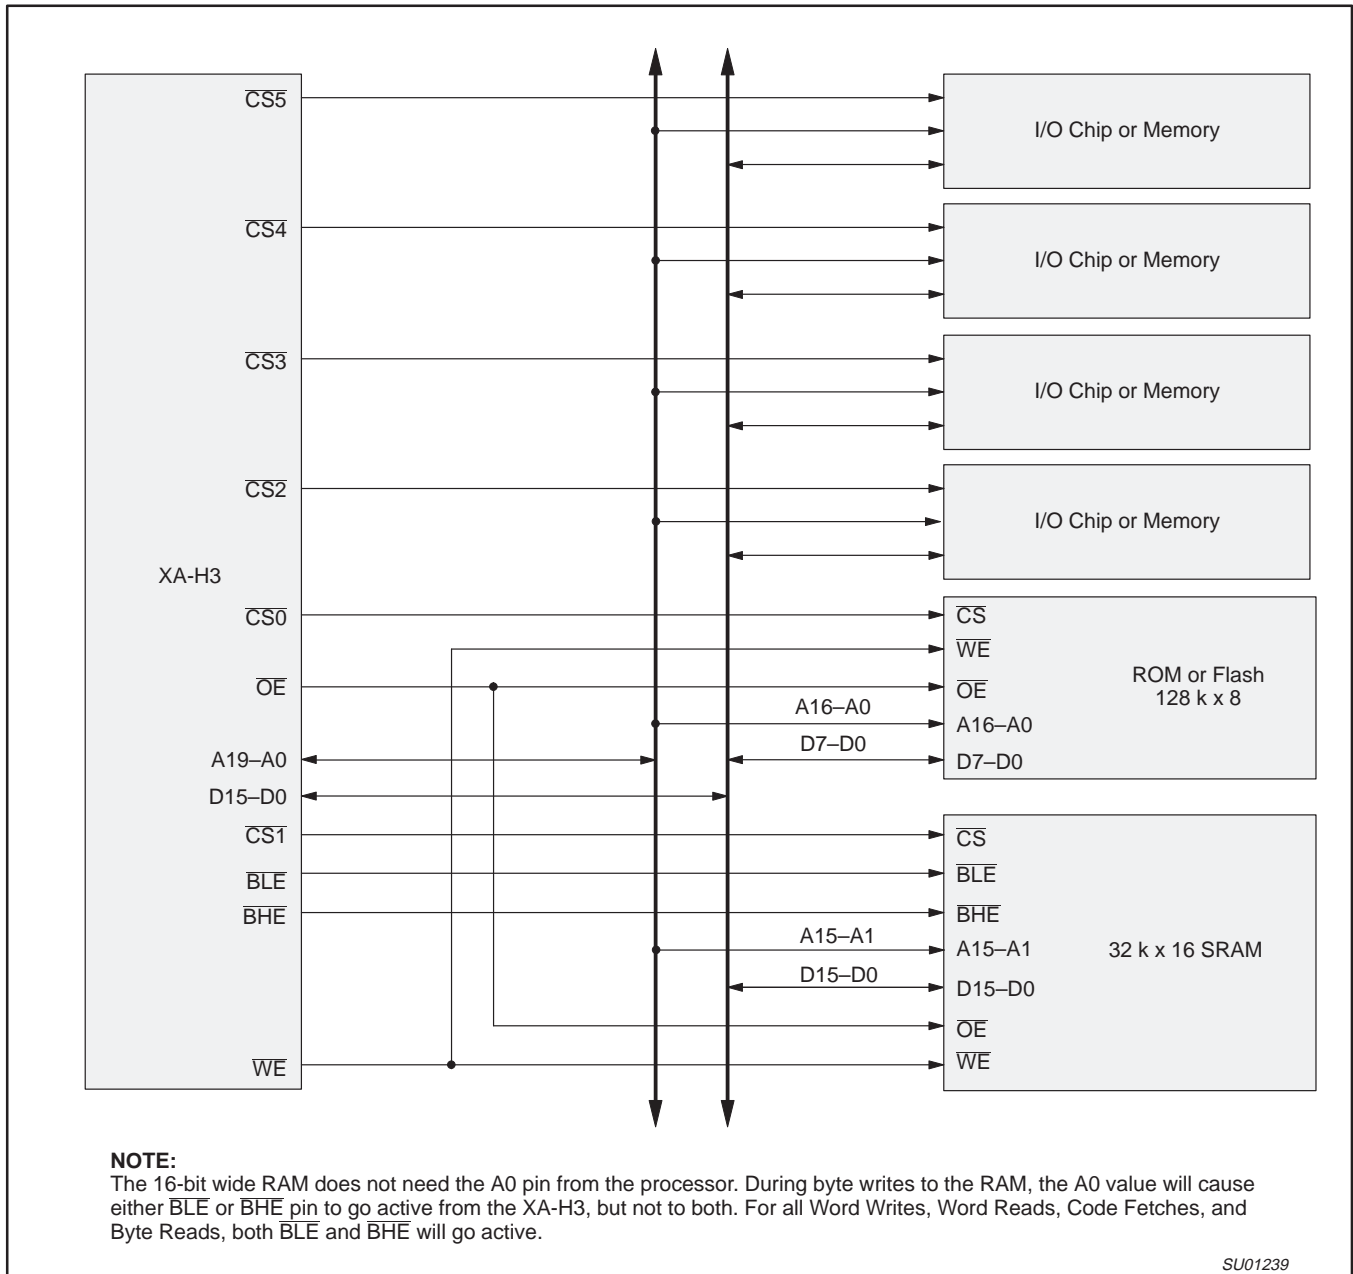 CS5
I/O Chip or Memory
CS4
I/O Chip or Memory
CS3
I/O Chip or Memory
CS2
I/O Chip or Memory
XA-H3
CS0
CS
WE
OE
OE
ROM or Flash
128 k x 8
A16–A0
A16–A0
A19–A0
D7–D0
D7–D0
D15–D0
CS1
CS
BLE
BLE
BHE
BHE
A15–A1
A15–A1
32 k x 16 SRAM
D15–D0
D15–D0
OE
WE
WE
NOTE:
The 16-bit wide RAM does not need the A0 pin from the processor. During byte writes to the RAM, the A0 value will cause
either BLE or BHE pin to go active from the XA-H3, but not to both. For all Word Writes, Word Reads, Code Fetches, and
Byte Reads, both BLE and BHE will go active.
SU01239